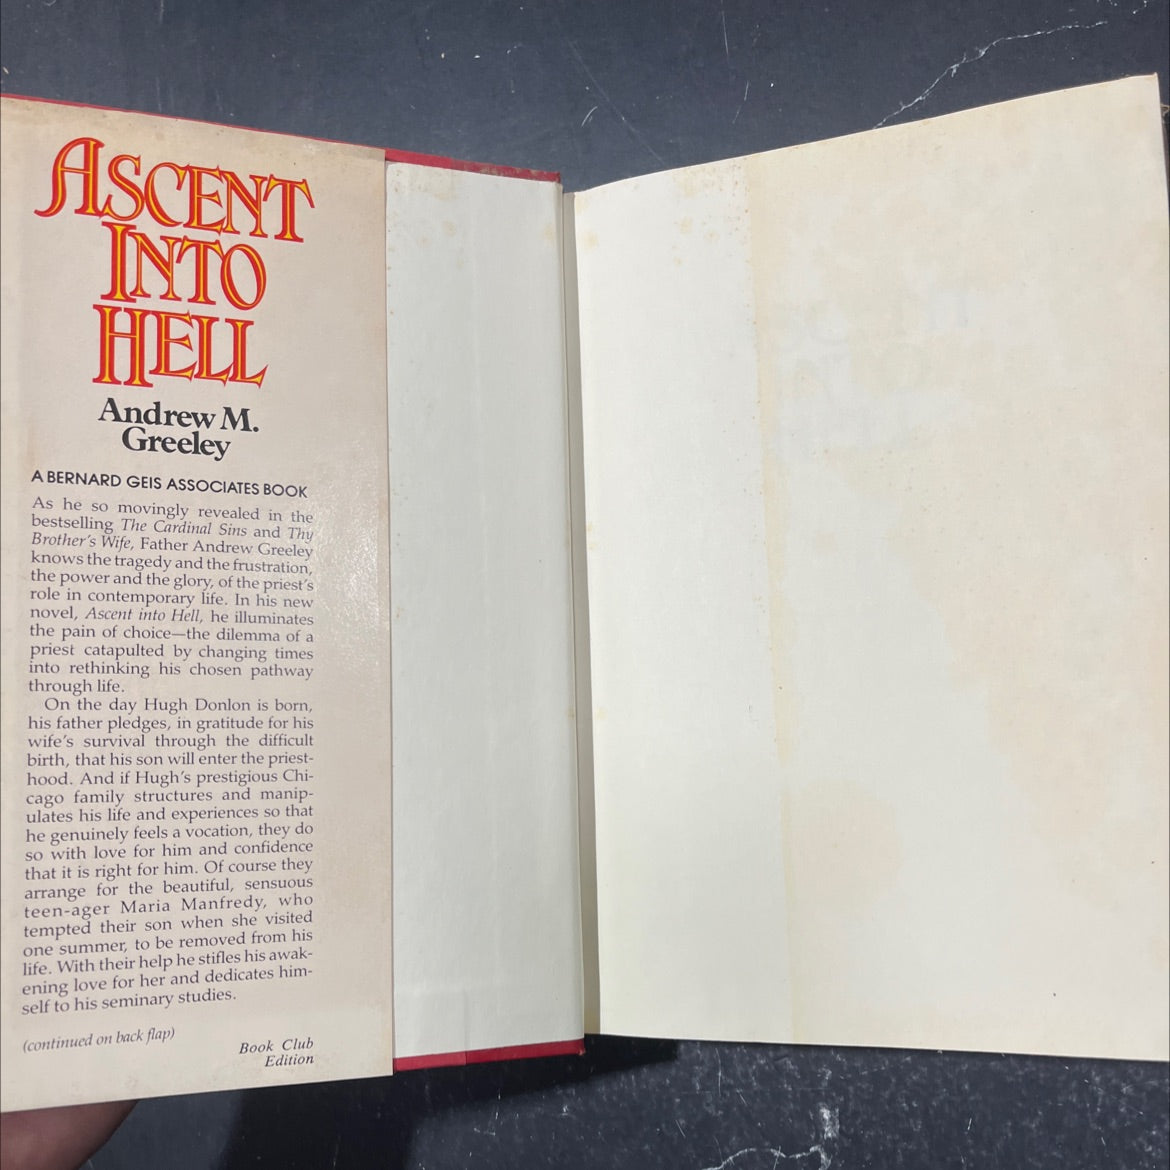 ASCENT
INTO
HELL
Andrew M.
Greeley
A BERNARD GEIS ASSOCIATES BOOK
As he so movingly revealed in the
bestselling The Cardinal Sins and Thy
Brother's Wife, Father Andrew Greeley
knows the tragedy and the frustration,
the power and the glory, of the priest's
role in contemporary life. In his new
novel, Ascent into Hell, he illuminates
the pain of choice—the dilemma of a
priest catapulted by changing times
into rethinking his chosen pathway
through life.
On the day Hugh Donlon is born,
his father pledges, in gratitude for his
wife's survival through the difficult
birth, that his son will enter the priest-
hood. And if Hugh's prestigious Chi-
cago family structures and manip-
ulates his life and experiences so that
he genuinely feels a vocation, they do
so with love for him and confidence
that it is right for him. Of course they
arrange for the beautiful, sensuous
teen-ager Maria Manfredy, who
tempted their son when she visited
one summer, to be removed from his
life. With their help he stifles his awak-
ening love for her and dedicates him-
self to his seminary studies.
(continued on back flap)
Book Club
Edition